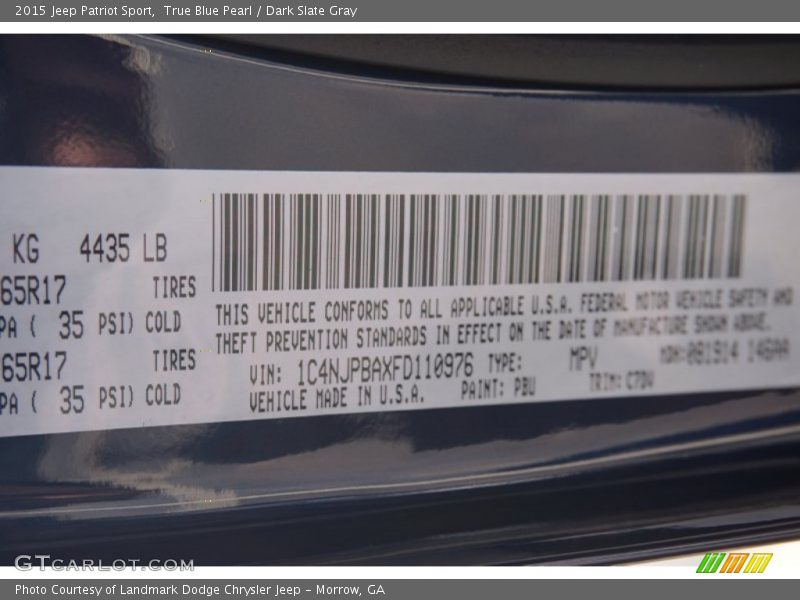 2015 Jeep Patriot Sport,  True Blue Pearl / Dark Slate Gray
KG 4435 LB
65R17 TIRES
PA ( 35 PSI) COLD
65R17 TIRES
PA ( 35 PSI) COLD
THIS VEHICLE CONFORMS TO ALL APPLICABLE U.S.A. FEDERAL MOTOR VEHICLE SAFETY AND
THEFT PREVENTION STANDARDS IN EFFECT ON THE DATE OF MANUFACTURE SHOWN ABOVE.
VIN: 1C4NJPBAXFD110976 TYPE: MPV MDH: 081914
VEHICLE MADE IN U.S.A. PAINT: PBU TRIM:
GTCARLOT.COM
Photo Courtesy of Landmark Dodge Chrysler Jeep – Morrow, GA